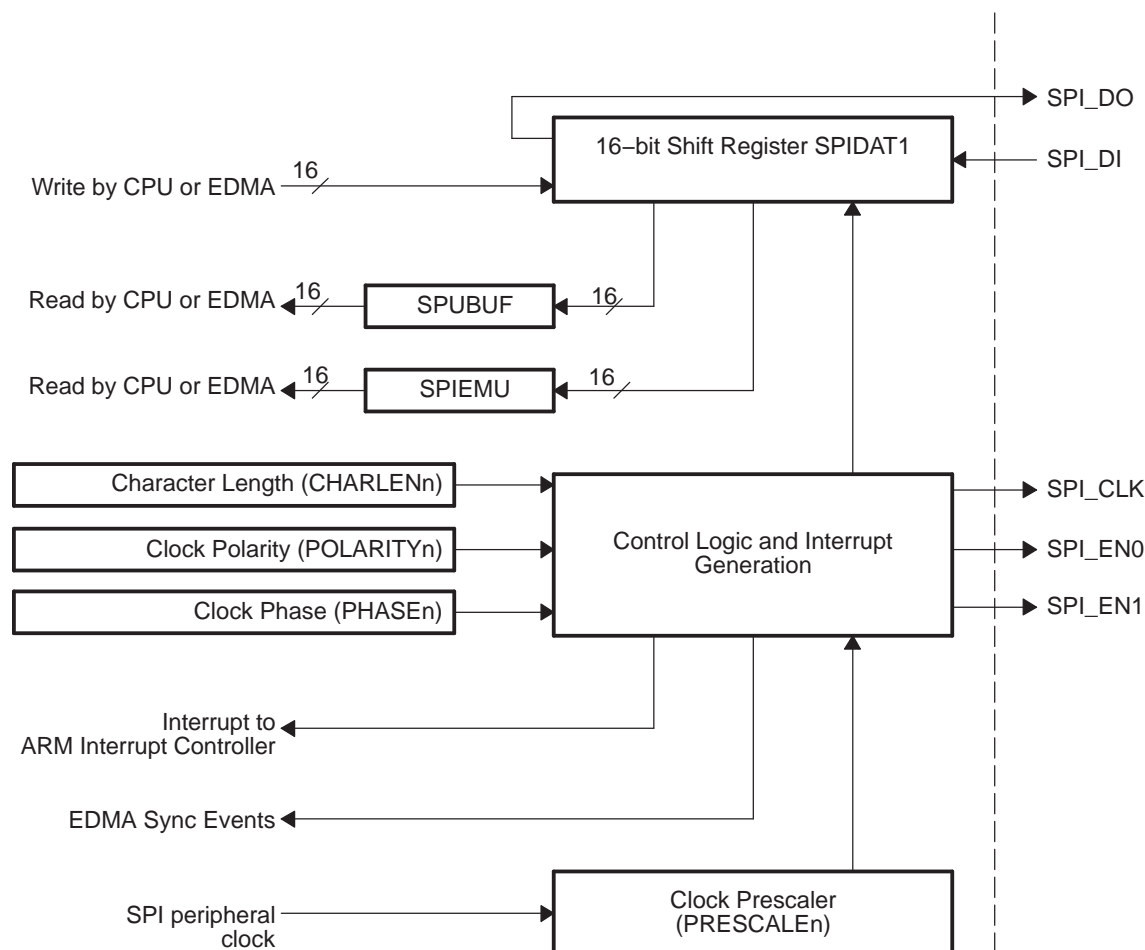 SPI_DO
16–bit Shift Register SPIDAT1
SPI_DI
16
Write by CPU or EDMA
Read by CPU or EDMA
16
SPUBUF
16
Read by CPU or EDMA
16
SPIEMU
16
Character Length (CHARLENn)
SPI_CLK
Clock Polarity (POLARITYn)
Control Logic and Interrupt
Generation
SPI_EN0
Clock Phase (PHASEn)
SPI_EN1
Interrupt to
ARM Interrupt Controller
EDMA Sync Events
SPI peripheral
clock
Clock Prescaler
(PRESCALEn)